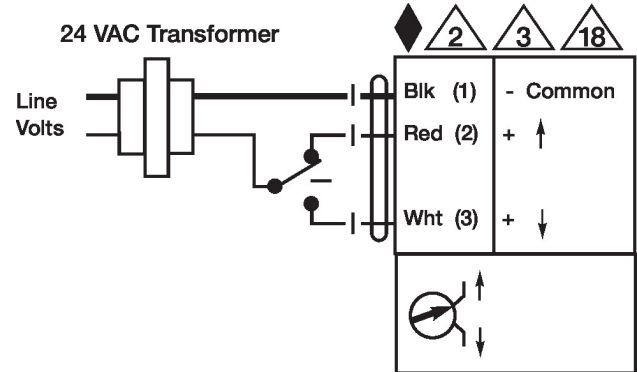 24 VAC Transformer
2 3 18
Line
Volts
Blk (1) - Common
Red (2) + ↑
Wht (3) + ↓